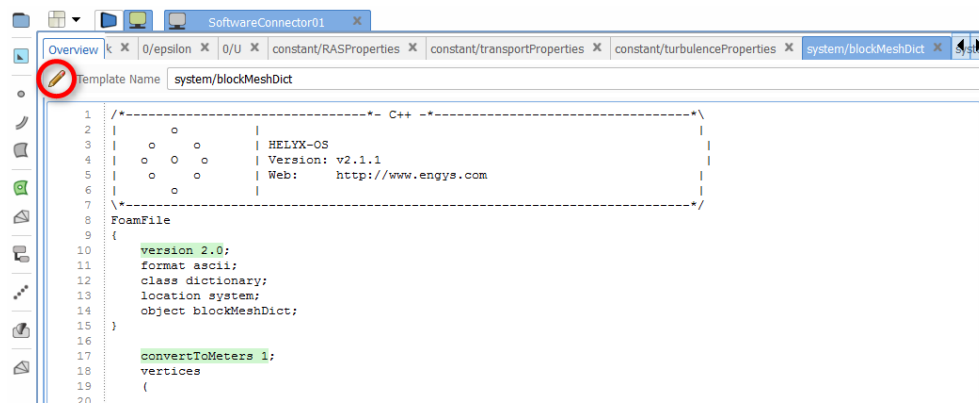 SoftwareConnector01 X
Overview k X 0/epsilon X 0/U X constant/RASProperties X constant/transportProperties X constant/turbulenceProperties X system/blockMeshDict X syst
Template Name system/blockMeshDict
1 /*--------------------------------*- C++ -*----------------------------------*\
2 | o | |
3 | o o | HELYX-OS |
4 | o O o | Version: v2.1.1 |
5 | o o | Web: http://www.engys.com |
6 | o | |
7 \*---------------------------------------------------------------------------*/
8 FoamFile
9 {
10 version 2.0;
11 format ascii;
12 class dictionary;
13 location system;
14 object blockMeshDict;
15 }
16
17 convertToMeters 1;
18 vertices
19 (
20